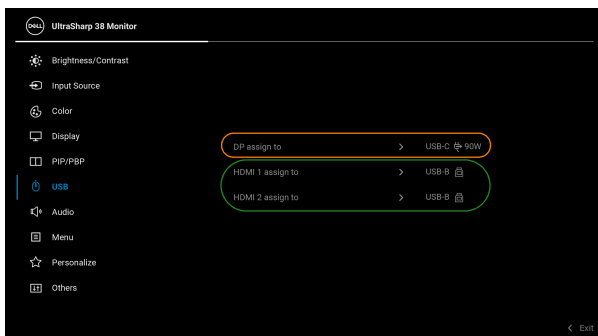 DELL UltraSharp 38 Monitor
Brightness/Contrast
Input Source
Color
Display
PIP/PBP
USB
Audio
Menu
Personalize
Others
DP assign to > USB-C 90W
HDMI 1 assign to > USB-B
HDMI 2 assign to > USB-B
< Exit